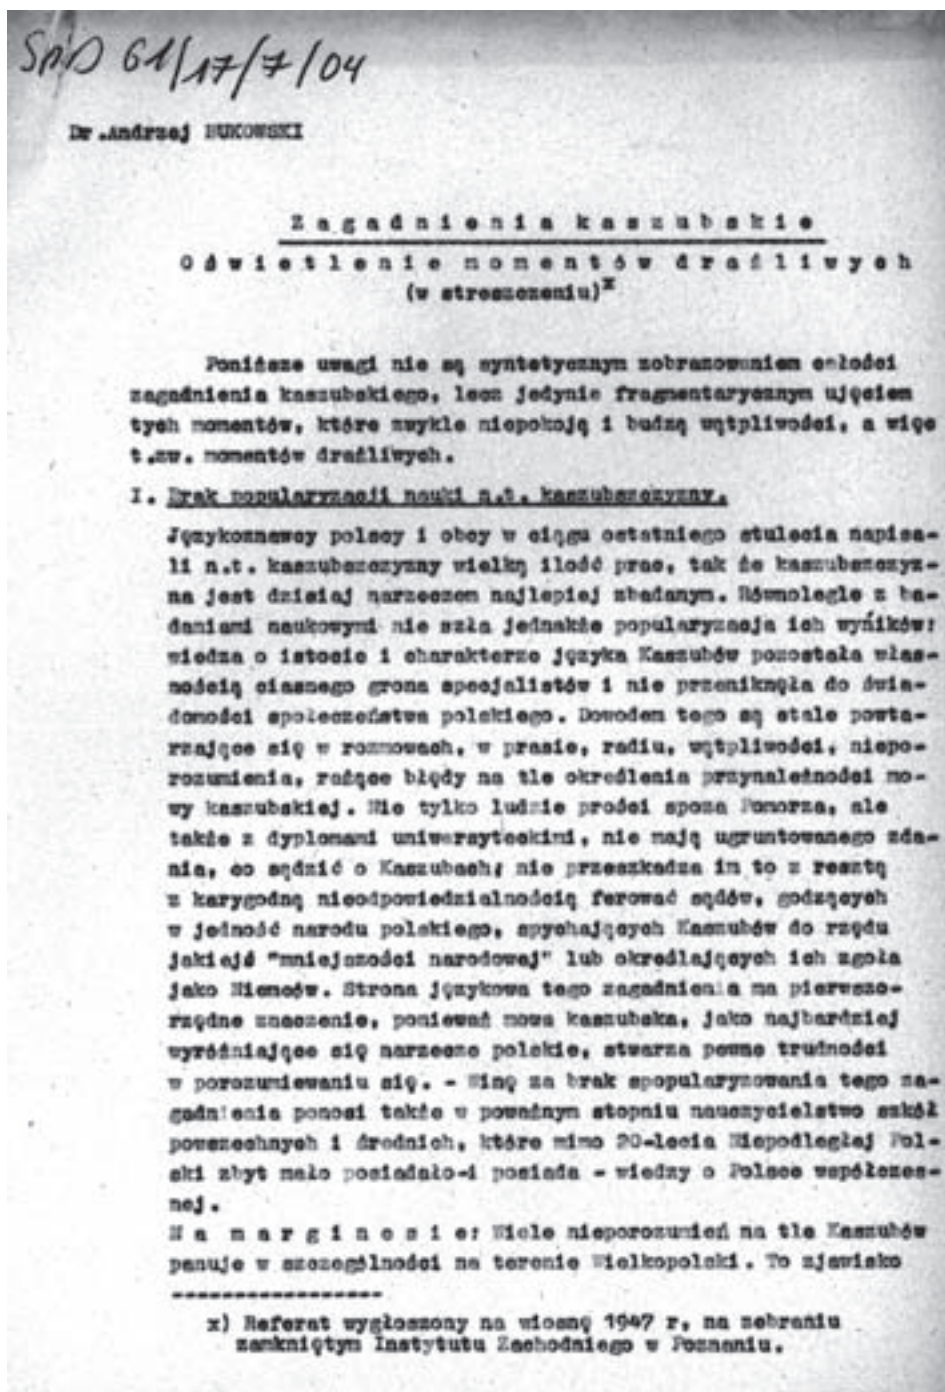 SMD 61/17/7/04
Dr.Andrzej BUKOWSKI
Zagadnienia kaszubskie
Oświetlenie momentów drażliwych
(w streszczeniu)x
Poniższe uwagi nie są syntetycznym zobrazowaniem całości
zagadnienia kaszubskiego, lecz jedynie fragmentarycznym ujęciem
tych momentów, które zwykle niepokoją i budzą wątpliwości, a więc
t.zw. momentów drażliwych.
I. Brak popularyzacji nauki n.t. kaszubszczyzny.
Językoznawcy polscy i obcy w ciągu ostatniego stulecia napisa-
li n.t. kaszubszczyzny wielką ilość prac, tak że kaszubszczyz-
na jest dzisiaj narzeczem najlepiej zbadanym. Równolegle z ba-
daniami naukowymi nie szła jednakże popularyzacja ich wyników:
wiedza o istocie i charakterze języka Kaszubów pozostała włas-
nością ciasnego grona specjalistów i nie przeniknęła do świa-
domości społeczeństwa polskiego. Dowodem tego są stale powta-
rzające się w rozmowach, w prasie, radiu, wątpliwości, niepo-
rozumienia, rażące błędy na tle określenia przynależności mo-
wy kaszubskiej. Nie tylko ludzie prości spoza Pomorza, ale
także z dyplomami uniwersyteckimi, nie mają ugruntowanego zda-
nia, co sądzić o Kaszubach; nie przeszkadza im to z resztą
z karygodną nieodpowiedzialnością ferować sądów, godzących
w jedność narodu polskiego, spychających Kaszubów do rzędu
jakiejś "mniejszości narodowej" lub określających ich zgoła
jako Niemców. Strona językowa tego zagadnienia ma pierwszo-
rzędne znaczenie, ponieważ mowa kaszubska, jako najbardziej
wyróżniające się narzecze polskie, stwarza pewne trudności
w porozumiewaniu się. - Winę za brak spopularyzowania tego za-
gadnienia ponosi także w poważnym stopniu nauczycielstwo szkół
powszechnych i średnich, które mimo 20-lecia Niepodległej Pol-
ski zbyt mało posiadało-i posiada - wiedzy o Polsce współczes-
nej.
Na marginesie: Wiele nieporozumień na tle Kaszubów
panuje w szczególności na terenie Wielkopolski. To zjawisko
x) Referat wygłoszony na wiosnę 1947 r, na zebraniu
zamkniętym Instytutu Zachodniego w Poznaniu.